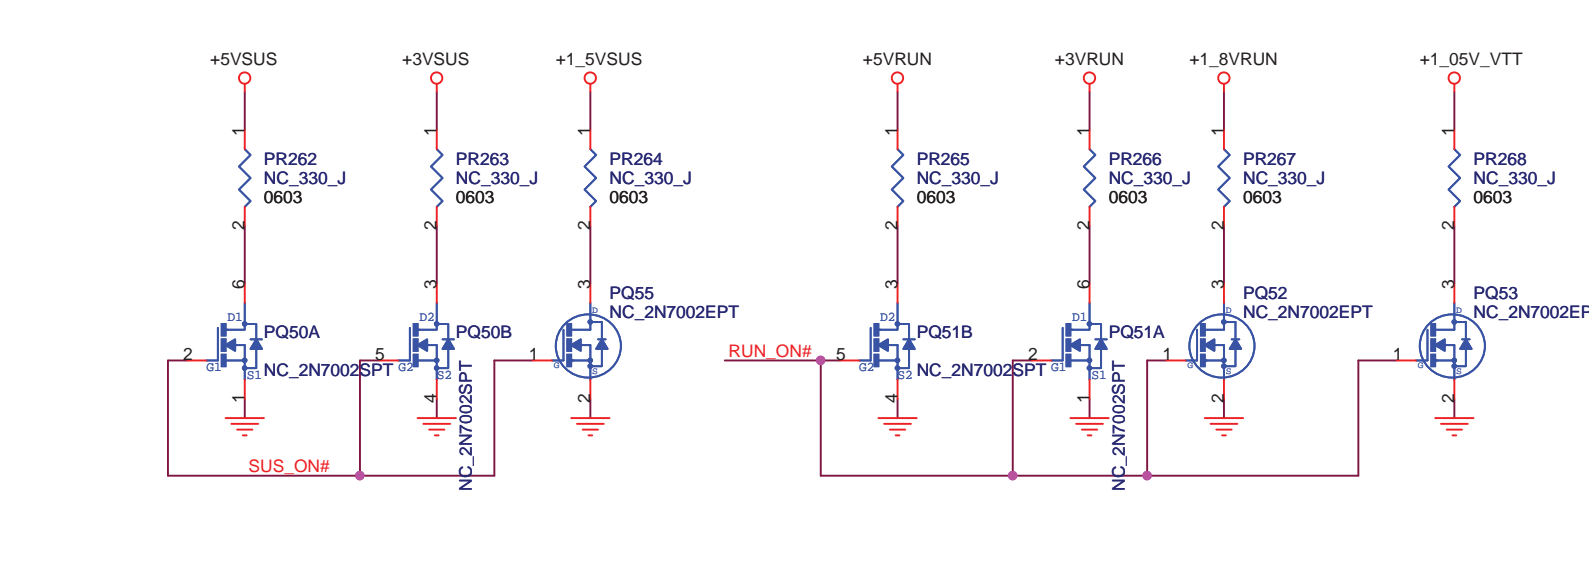 +5VSUS
+3VSUS
+1_5VSUS
+5VRUN
+3VRUN
+1_8VRUN
+1_05V_VTT
1
1
1
1
1
1
1
PR262
NC_330_J
0603
PR263
NC_330_J
0603
PR264
NC_330_J
0603
PR265
NC_330_J
0603
PR266
NC_330_J
0603
PR267
NC_330_J
0603
PR268
NC_330_J
0603
2
2
2
2
2
2
2
6
3
3
3
6
3
3
D1
PQ50A
2
G1
S1
NC_2N7002SPT
1
D2
PQ50B
5
G2
S2
NC_2N7002SPT
4
PQ55
NC_2N7002EPT
D
1
G
S
2
RUN_ON#
D2
PQ51B
5
G2
S2
NC_2N7002SPT
4
D1
PQ51A
2
G1
S1
NC_2N7002SPT
1
PQ52
NC_2N7002EPT
D
1
G
S
2
PQ53
NC_2N7002EP
D
1
G
S
2
SUS_ON#